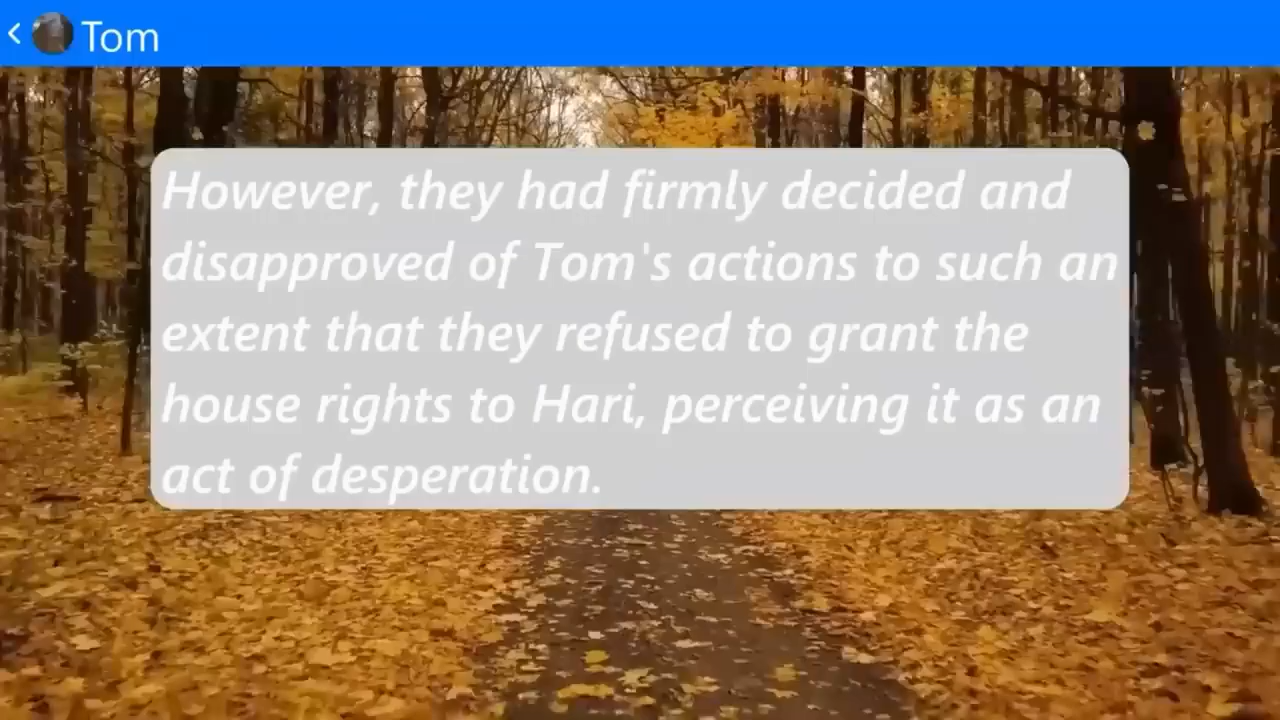 Tom
However, they had firmly decided and
disapproved of Tom's actions to such an
extent that they refused to grant the
house rights to Hari, perceiving it as an
act of desperation.